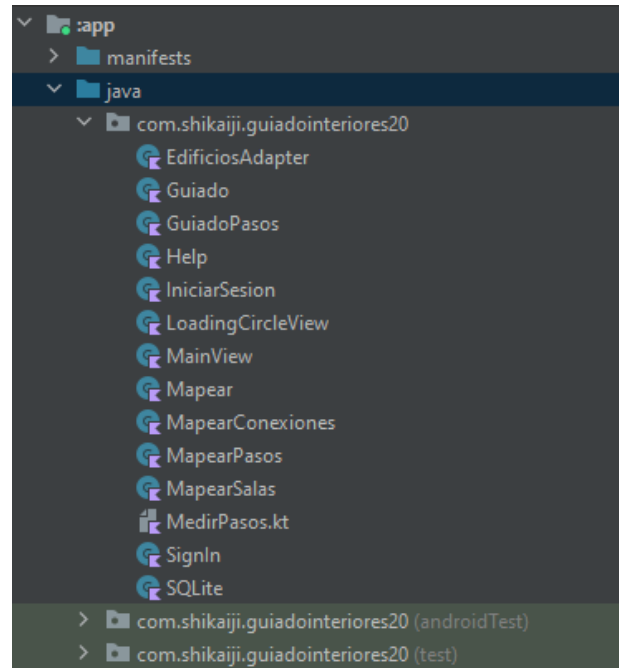 :app
manifests
java
com.shikaiji.guiadointeriores20
EdificiosAdapter
Guiado
GuiadoPasos
Help
IniciarSesion
LoadingCircleView
MainView
Mapear
MapearConexiones
MapearPasos
MapearSalas
MedirPasos.kt
SignIn
SQLite
com.shikaiji.guiadointeriores20 (androidTest)
com.shikaiji.guiadointeriores20 (test)